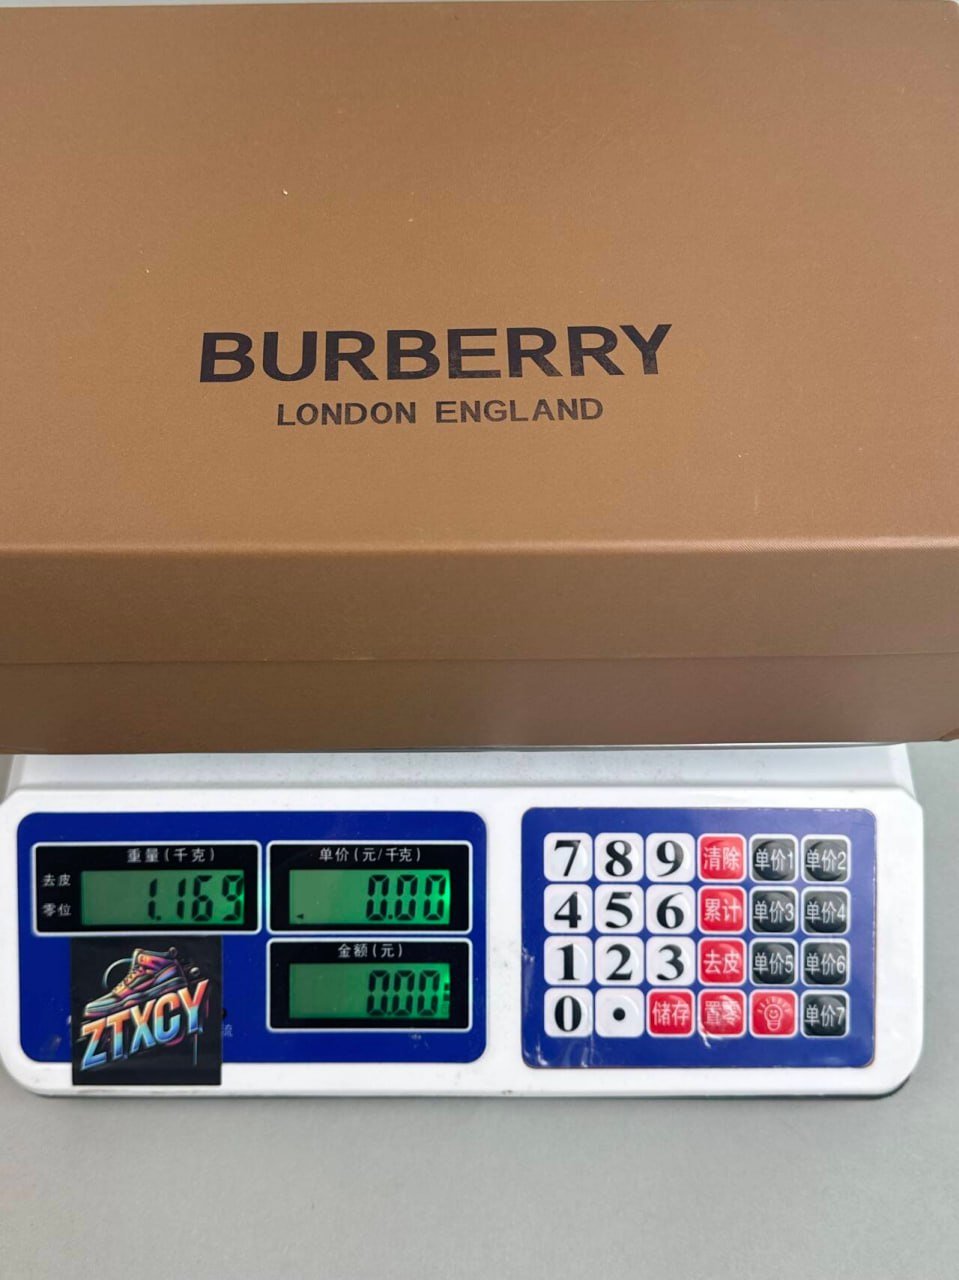 BURBERRY
LONDON ENGLAND
重量(千克)
去皮
零位
1.169
单价(元/千克)
0.00
金额(元)
0.00
ZTXCY
流
7 8 9 清除 单价1 单价2
4 5 6 累计 单价3 单价4
1 2 3 去皮 单价5 单价6
0 . 储存 置零 单价7